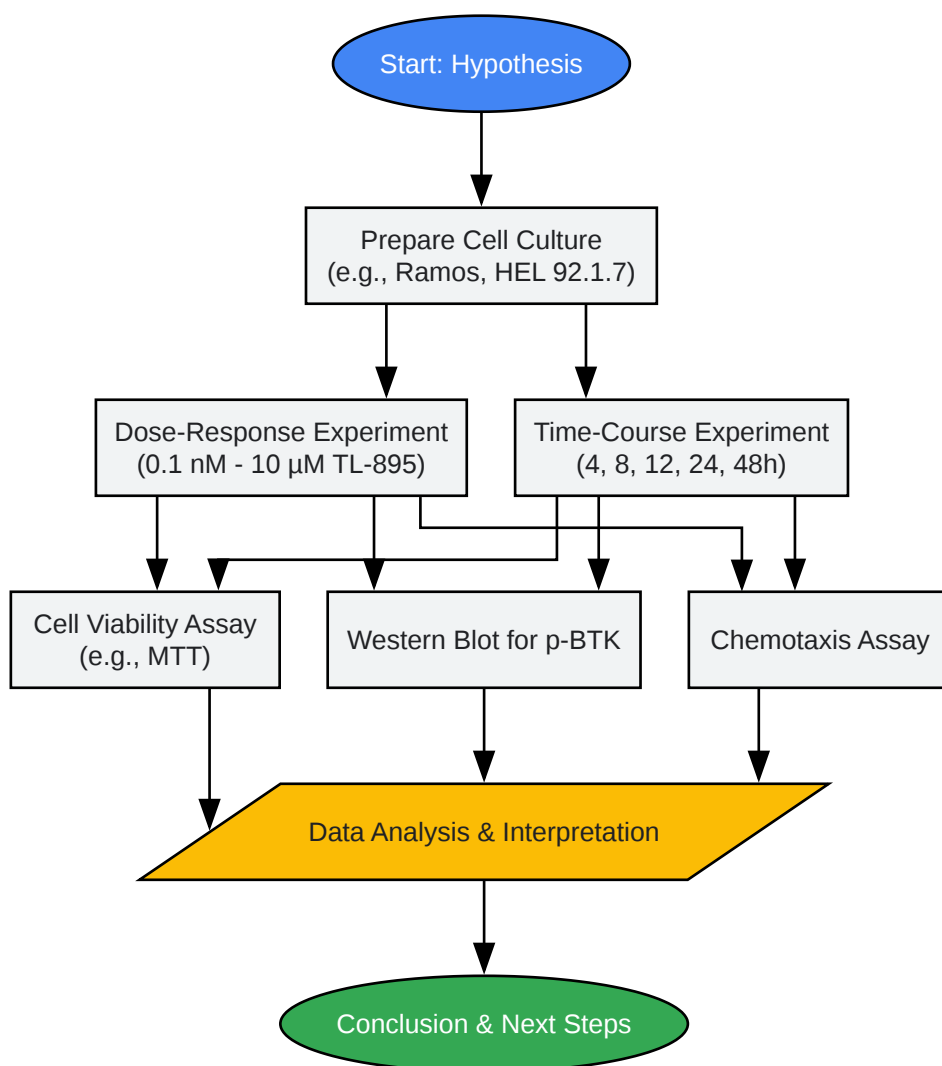 Start: Hypothesis
Prepare Cell Culture
(e.g., Ramos, HEL 92.1.7)
Dose-Response Experiment
(0.1 nM - 10 µM TL-895)
Time-Course Experiment
(4, 8, 12, 24, 48h)
Cell Viability Assay
(e.g., MTT)
Western Blot for p-BTK
Chemotaxis Assay
Data Analysis & Interpretation
Conclusion & Next Steps